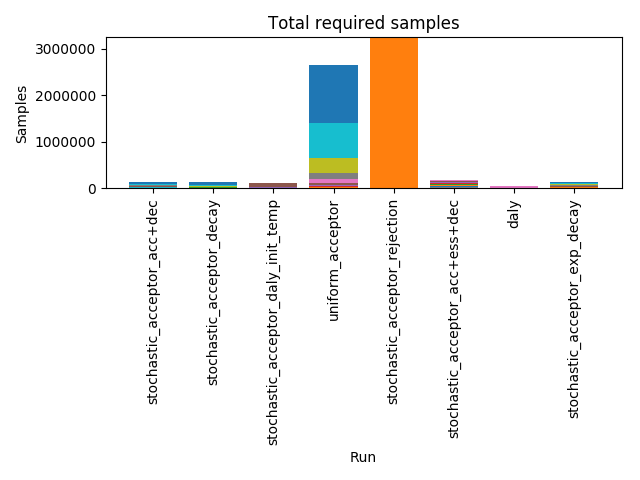 Total required samples
Samples
3000000
2000000
1000000
0
stochastic_acceptor_acc+dec
stochastic_acceptor_decay
stochastic_acceptor_daly_init_temp
uniform_acceptor
stochastic_acceptor_rejection
stochastic_acceptor_acc+ess+dec
daly
stochastic_acceptor_exp_decay
Run